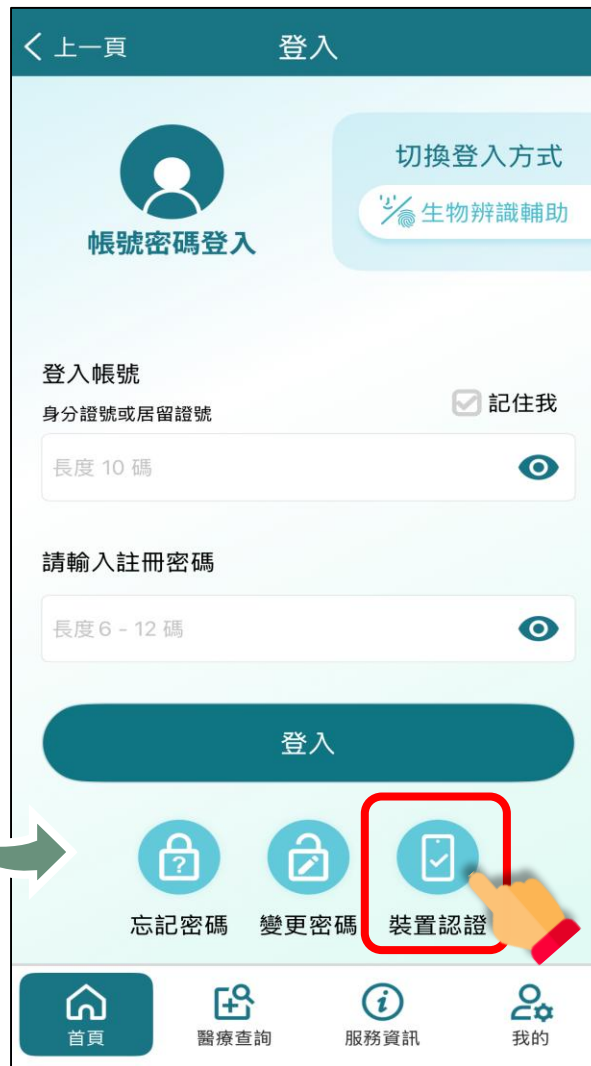 上一頁
登入
切換登入方式
生物辨識輔助
帳號密碼登入
登入帳號
身分證號或居留證號
記住我
長度 10 碼
請輸入註冊密碼
長度 6 - 12 碼
登入
?
忘記密碼 變更密碼 裝置認證
首頁 醫療查詢 服務資訊 我的